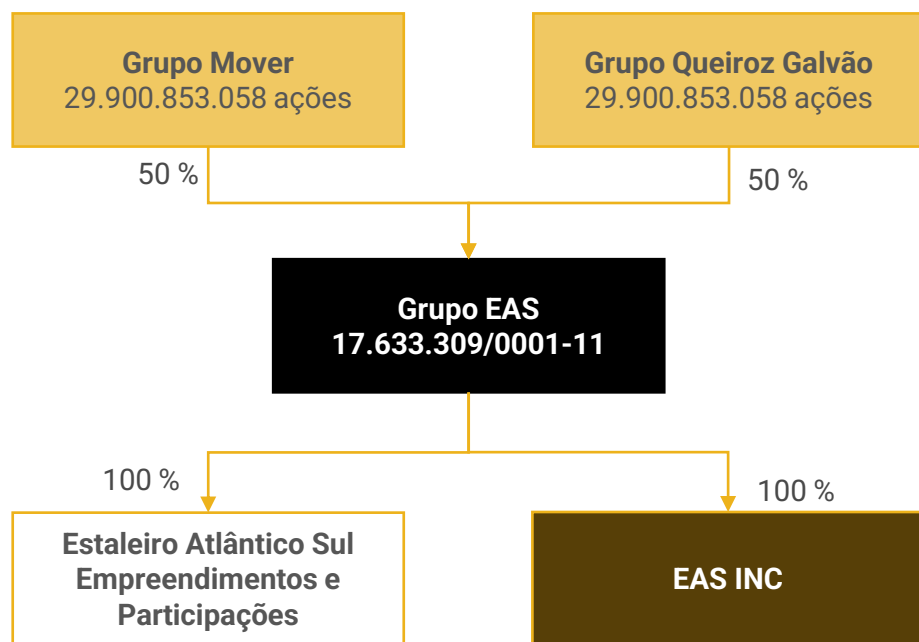 Grupo Mover
29.900.853.058 ações
Grupo Queiroz Galvão
29.900.853.058 ações
50 %
50 %
Grupo EAS
17.633.309/0001-11
100 %
100 %
Estaleiro Atlântico Sul
Empreendimentos e
Participações
EAS INC